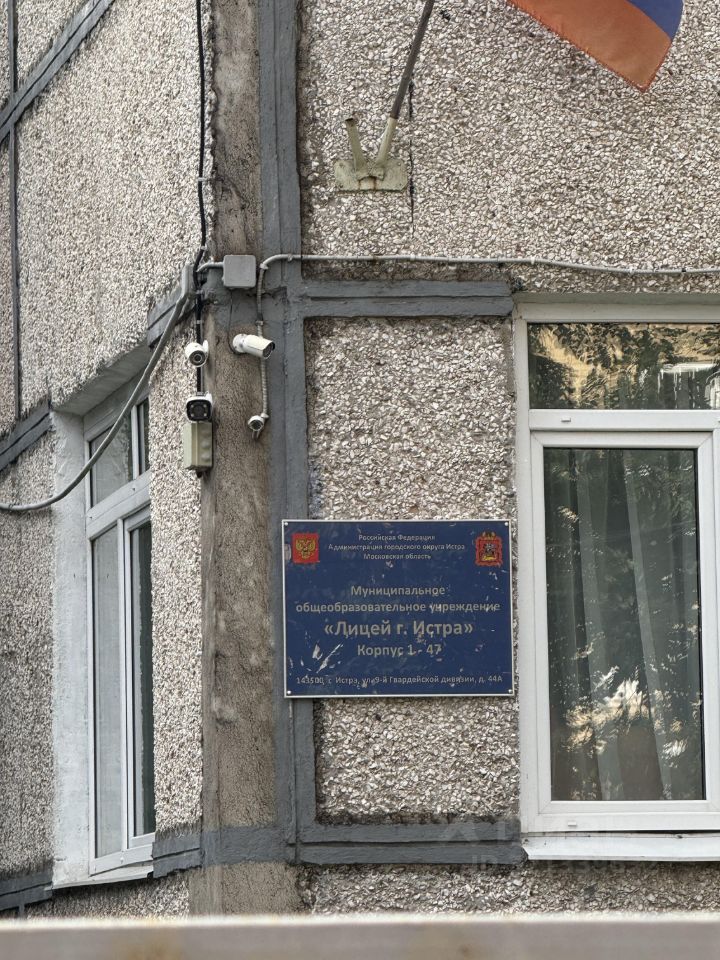 Российская Федерация
Администрация городского округа Истра
Московская область
Муниципальное
общеобразовательное учреждение
«Лицей г. Истра»
Корпус 1 - 47
143500, г. Истра, ул.9-й Гвардейской дивизии, д. 44А